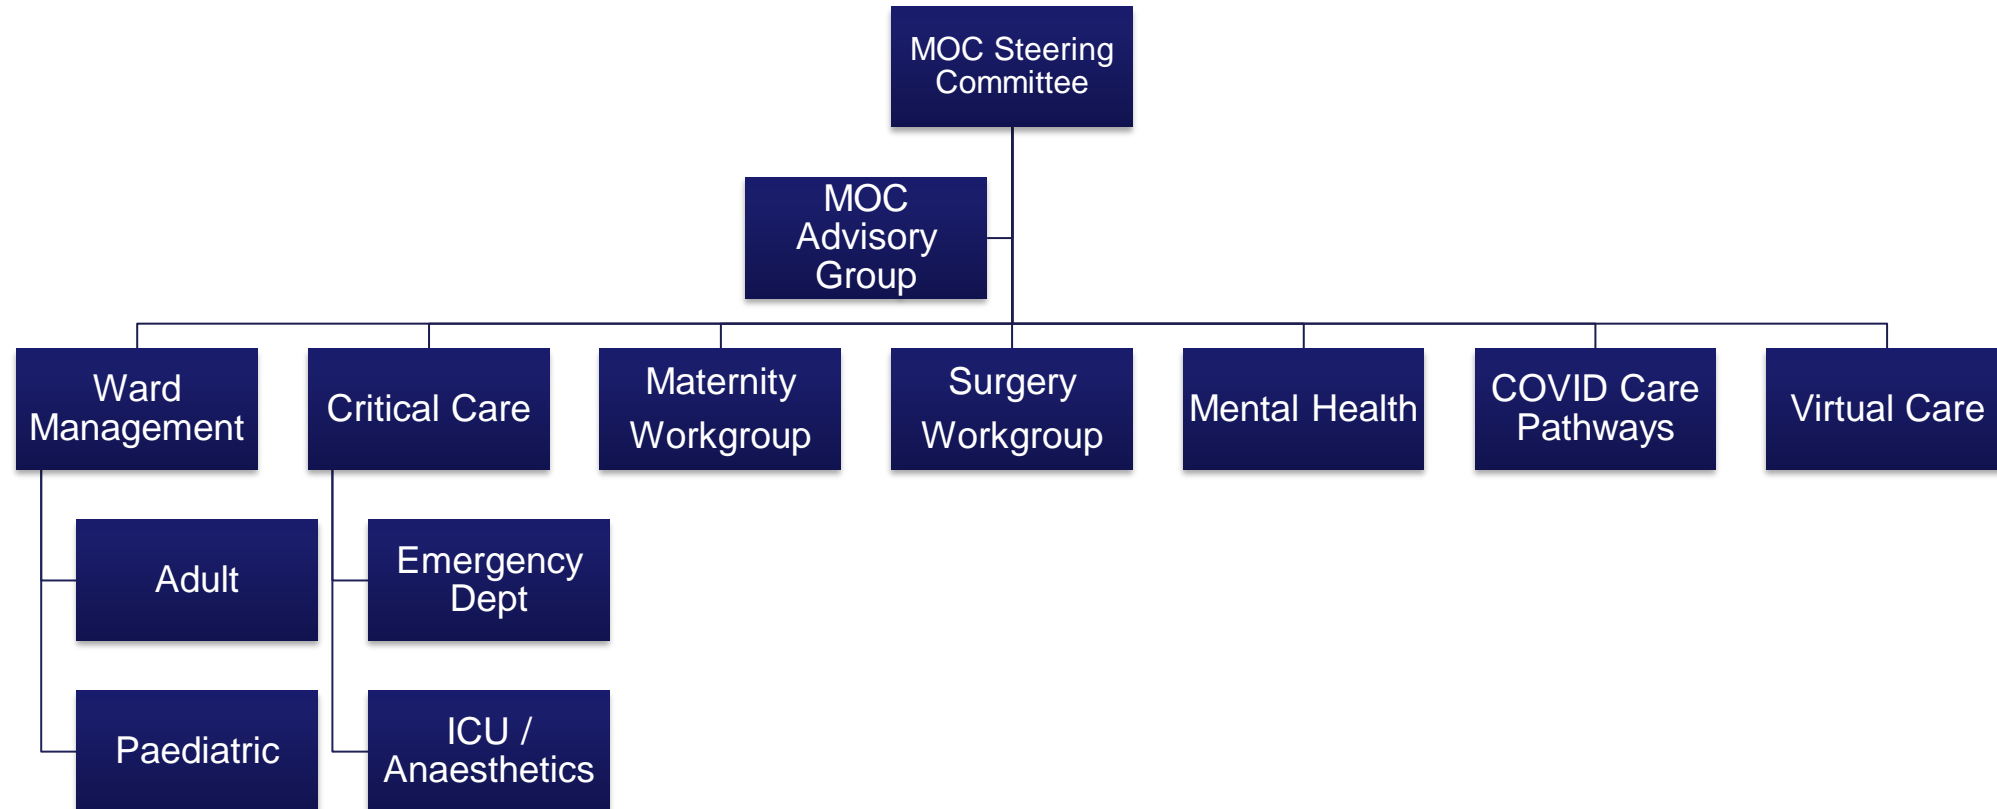 MOC Steering
Committee
MOC
Advisory
Group
Ward
Management
Critical Care
Maternity
Workgroup
Surgery
Workgroup
Mental Health
COVID Care
Pathways
Virtual Care
Adult
Emergency
Dept
Paediatric
ICU /
Anaesthetics